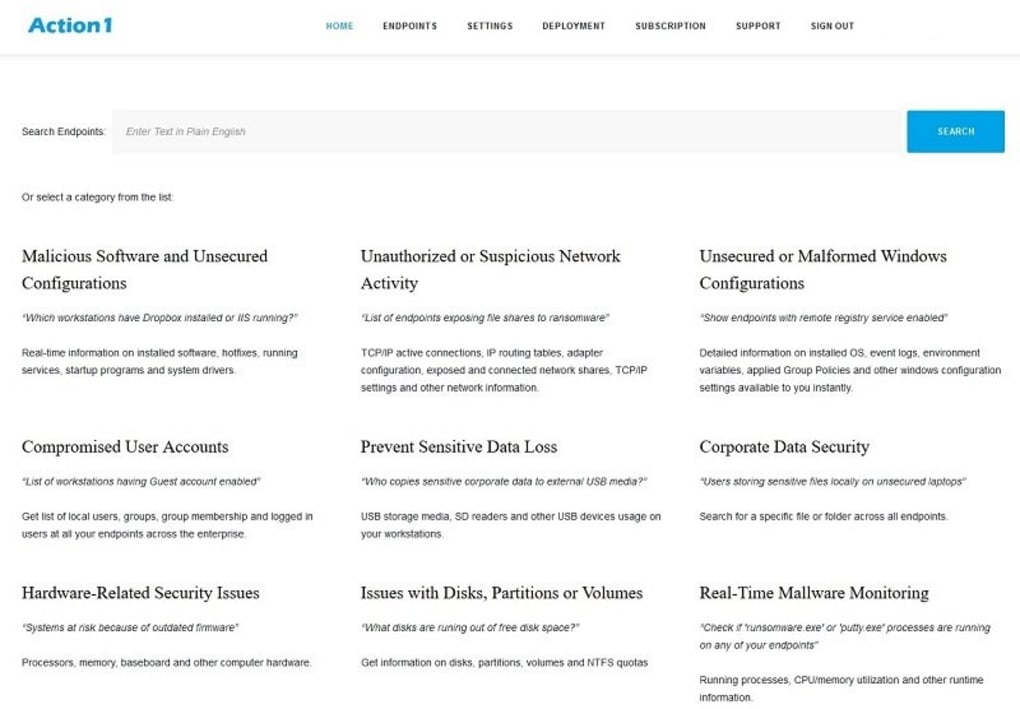 Action1
HOME ENDPOINTS SETTINGS DEPLOYMENT SUBSCRIPTION SUPPORT SIGN OUT
Search Endpoints: Enter Text in Plain English SEARCH
Or select a category from the list:
Malicious Software and Unsecured
Configurations
“Which workstations have Dropbox installed or IIS running?”
Real-time information on installed software, hotfixes, running
services, startup programs and system drivers.
Unauthorized or Suspicious Network
Activity
“List of endpoints exposing file shares to ransomware”
TCP/IP active connections, IP routing tables, adapter
configuration, exposed and connected network shares, TCP/IP
settings and other network information.
Unsecured or Malformed Windows
Configurations
“Show endpoints with remote registry service enabled”
Detailed information on installed OS, event logs, environment
variables, applied Group Policies and other windows configuration
settings available to you instantly.
Compromised User Accounts
“List of workstations having Guest account enabled”
Get list of local users, groups, group membership and logged in
users at all your endpoints across the enterprise.
Prevent Sensitive Data Loss
“Who copies sensitive corporate data to external USB media?”
USB storage media, SD readers and other USB devices usage on
your workstations.
Corporate Data Security
“Users storing sensitive files locally on unsecured laptops”
Search for a specific file or folder across all endpoints.
Hardware-Related Security Issues
“Systems at risk because of outdated firmware”
Processors, memory, baseboard and other computer hardware.
Issues with Disks, Partitions or Volumes
“What disks are runing out of free disk space?”
Get information on disks, partitions, volumes and NTFS quotas
Real-Time Mallware Monitoring
“Check if 'runsomware.exe' or 'putty.exe' processes are running
on any of your endpoints”
Running processes, CPU/memory utilization and other runtime
information.